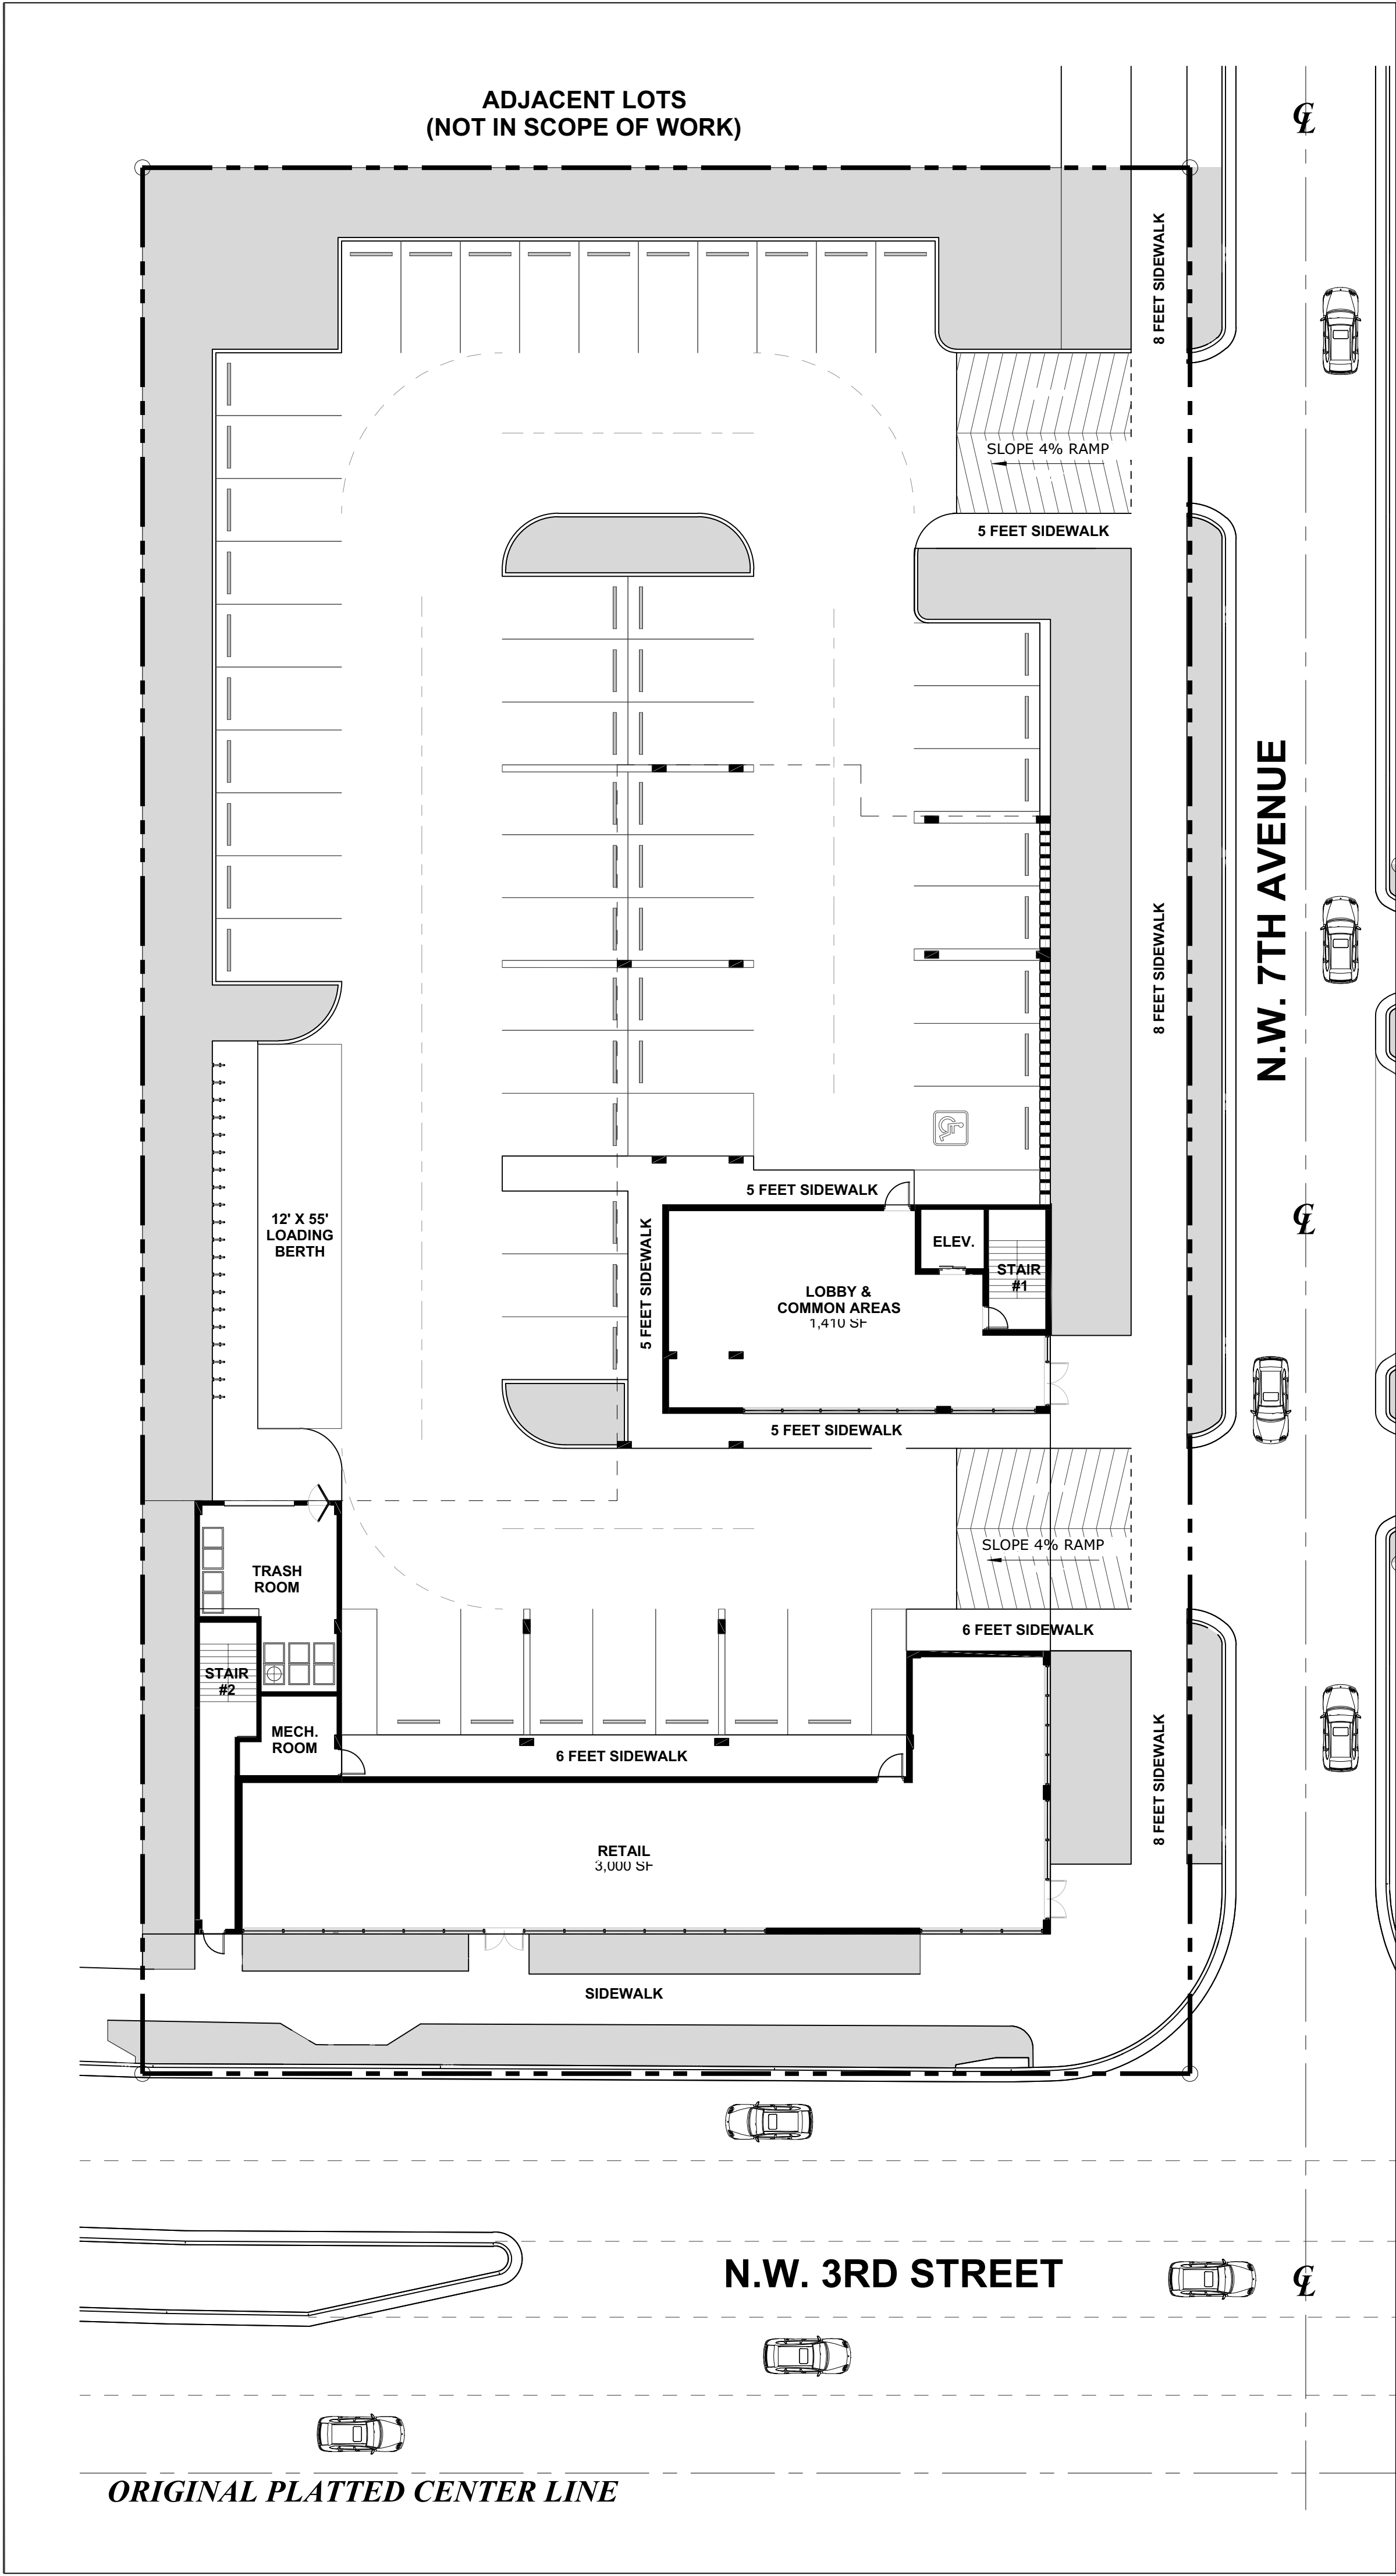 ADJACENT LOTS
(NOT IN SCOPE OF WORK)
CL
8 FEET SIDEWALK
SLOPE 4% RAMP
5 FEET SIDEWALK
N.W. 7TH AVENUE
8 FEET SIDEWALK
12' X 55'
LOADING
BERTH
5 FEET SIDEWALK
5 FEET SIDEWALK
ELEV.
STAIR
#1
LOBBY &
COMMON AREAS
1,410 SF
CL
5 FEET SIDEWALK
SLOPE 4% RAMP
TRASH
ROOM
6 FEET SIDEWALK
STAIR
#2
MECH.
ROOM
6 FEET SIDEWALK
8 FEET SIDEWALK
RETAIL
3,000 SF
SIDEWALK
N.W. 3RD STREET
CL
ORIGINAL PLATTED CENTER LINE